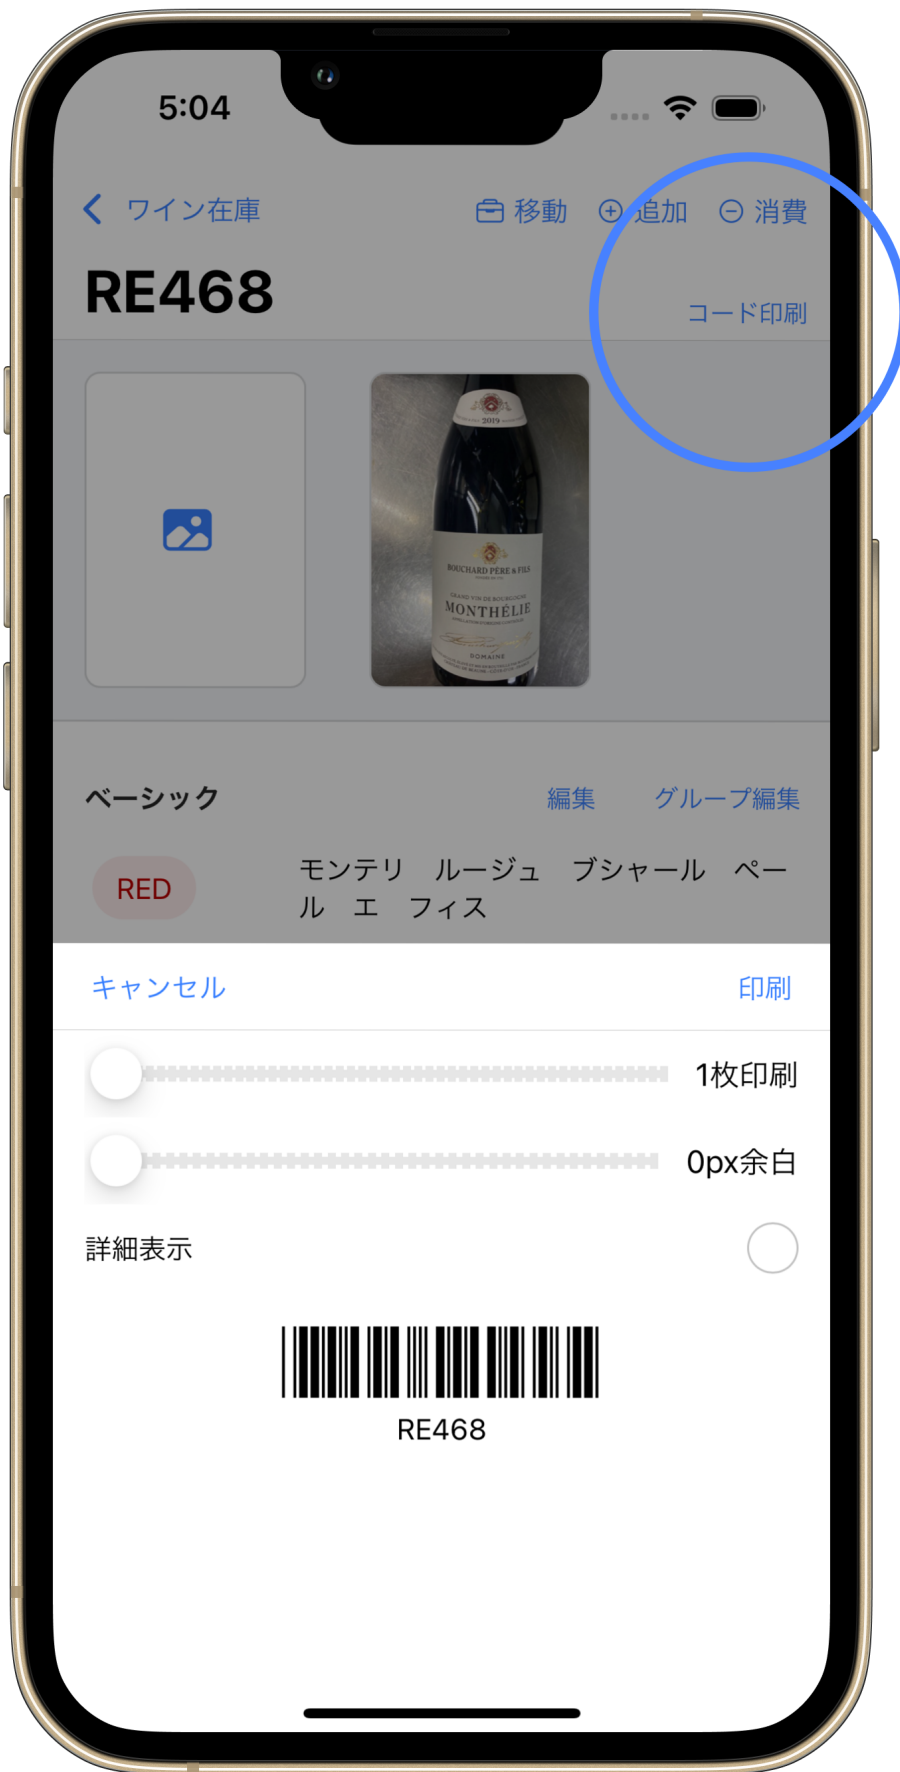 5:04
ワイン在庫 移動 追加 消費
RE468
コード印刷
2019
BOUCHARD PÈRE & FILS
GRAND VIN DE BOURGOGNE
MONTHÉLIE
DOMAINE
ベーシック 編集 グループ編集
RED
モンテリ　ルージュ　ブシャール　ペー
ル　エ　フィス
キャンセル 印刷
1枚印刷
0px余白
詳細表示
RE468